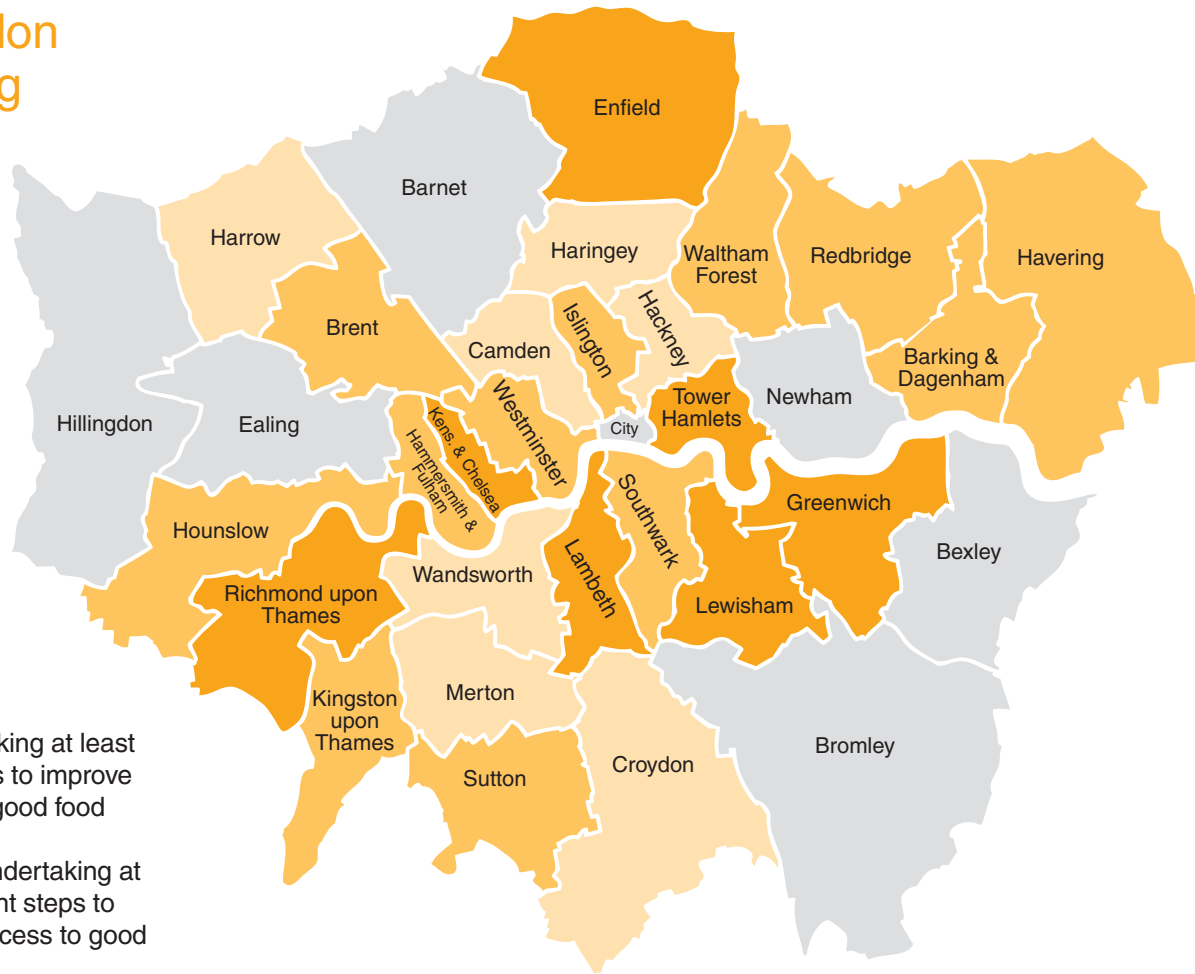 lon
g
Enfield
Barnet
Harrow
Haringey
Waltham
Forest
Redbridge
Havering
Brent
Camden
Islington
Hackney
Barking &
Dagenham
Hillingdon
Ealing
Westminster
Kens. & Chelsea
Hammersmith &
Fulham
City
Tower
Hamlets
Newham
Hounslow
Southwark
Greenwich
Bexley
Richmond upon
Thames
Wandsworth
Lambeth
Lewisham
Kingston
upon
Thames
Merton
Sutton
Croydon
Bromley
king at least
s to improve
good food
ndertaking at
nt steps to
cess to good